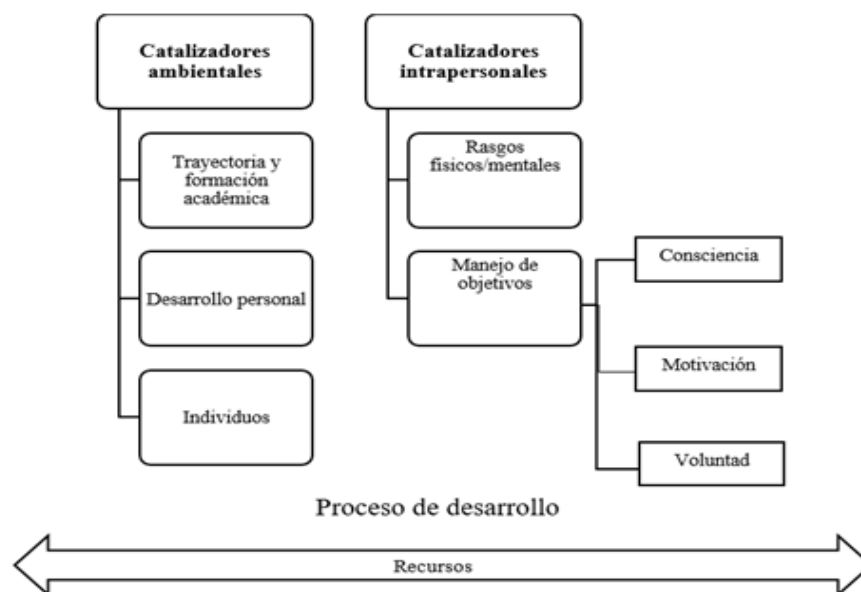 Catalizadores
ambientales
Trayectoria y
formación
académica
Desarrollo personal
Individuos
Catalizadores
intrapersonales
Rasgos
físicos/mentales
Manejo de
objetivos
Consciencia
Motivación
Voluntad
Proceso de desarrollo
Recursos